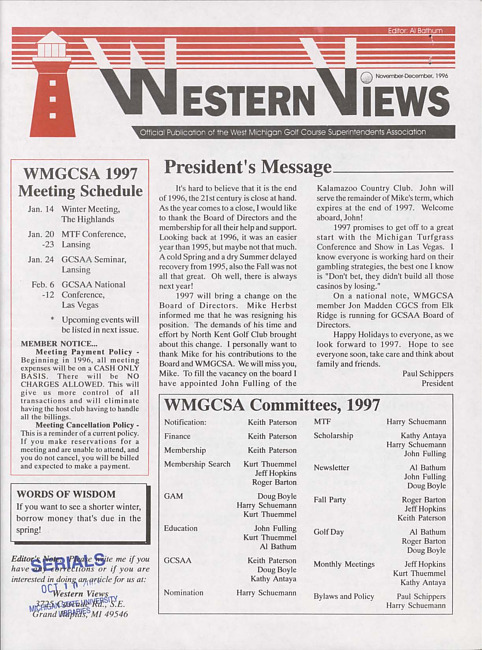 Editor: Al Bathum
WESTERN VIEWS
November-December, 1996
Official Publication of the West Michigan Golf Course Superintendents Association
WMGCSA 1997
Meeting Schedule
Jan. 14 Winter Meeting,
The Highlands
Jan. 20 MTF Conference,
-23 Lansing
Jan. 24 GCSAA Seminar,
Lansing
Feb. 6 GCSAA National
-12 Conference,
Las Vegas
* Upcoming events will
be listed in next issue.
MEMBER NOTICE...
Meeting Payment Policy -
Beginning in 1996, all meeting
expenses will be on a CASH ONLY
BASIS. There will be NO
CHARGES ALLOWED. This will
give us more control of all
transactions and will eliminate
having the host club having to handle
all the billings.
Meeting Cancellation Policy -
This is a reminder of a current policy.
If you make reservations for a
meeting and are unable to attend, and
you do not cancel, you will be billed
and expected to make a payment.
WORDS OF WISDOM
If you want to see a shorter winter,
borrow money that's due in the
spring!
Editor's Note: Please write me if you
have any corrections or if you are
interested in doing an article for us at:
Western Views
Rd., S.E.
Grand Rapids, MI 49546
SERIALS
OCT
MICHIGAN STATE UNIVERSITY
LIBRARIES
President's Message
It's hard to believe that it is the end
of 1996, the 21st century is close at hand.
As the year comes to a close, I would like
to thank the Board of Directors and the
membership for all their help and support.
Looking back at 1996, it was an easier
year than 1995, but maybe not that much.
A cold Spring and a dry Summer delayed
recovery from 1995, also the Fall was not
all that great. Oh well, there is always
next year!
1997 will bring a change on the
Board of Directors. Mike Herbst
informed me that he was resigning his
position. The demands of his time and
effort by North Kent Golf Club brought
about this change. I personally want to
thank Mike for his contributions to the
Board and WMGCSA. We will miss you,
Mike. To fill the vacancy on the board I
have appointed John Fulling of the
Kalamazoo Country Club. John will
serve the remainder of Mike's term, which
expires at the end of 1997. Welcome
aboard, John!
1997 promises to get off to a great
start with the Michigan Turfgrass
Conference and Show in Las Vegas. I
know everyone is working hard on their
gambling strategies, the best one I know
is "Don't bet, they didn't build all those
casinos by losing."
On a national note, WMGCSA
member Jon Madden CGCS from Elk
Ridge is running for GCSAA Board of
Directors.
Happy Holidays to everyone, as we
look forward to 1997. Hope to see
everyone soon, take care and think about
family and friends.
Paul Schippers
President
WMGCSA Committees, 1997
Notification: Keith Paterson
Finance Keith Paterson
Membership Keith Paterson
Membership Search Kurt Thuemmel
Jeff Hopkins
Roger Barton
GAM Doug Boyle
Harry Schuemann
Kurt Thuemmel
Education John Fulling
Kurt Thuemmel
Al Bathum
GCSAA Keith Paterson
Doug Boyle
Kathy Antaya
Nomination Harry Schuemann
MTF Harry Schuemann
Scholarship Kathy Antaya
Harry Schuemann
John Fulling
Newsletter Al Bathum
John Fulling
Doug Boyle
Fall Party Roger Barton
Jeff Hopkins
Keith Paterson
Golf Day Al Bathum
Roger Barton
Doug Boyle
Monthly Meetings Jeff Hopkins
Kurt Thuemmel
Kathy Antaya
Bylaws and Policy Paul Schippers
Harry Schuemann